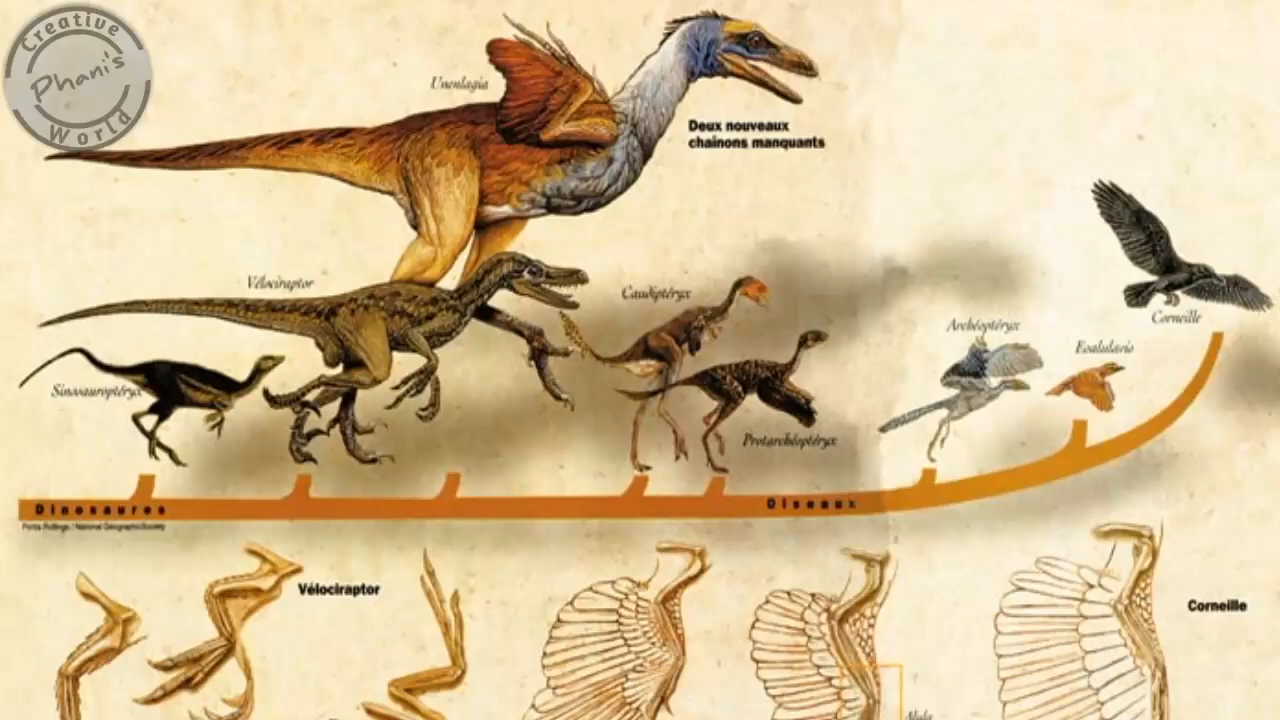 Creative
Phani's
World
Unenlagia
Deux nouveaux
chaînons manquants
Vélociraptor
Caudiptéryx
Sinosauroptéryx
Protarchéoptéryx
Archéoptéryx
Eoalulavis
Corneille
Dinosaures
Oiseaux
Portia Rollings / National Geographic Society
Vélociraptor
Corneille
Alula